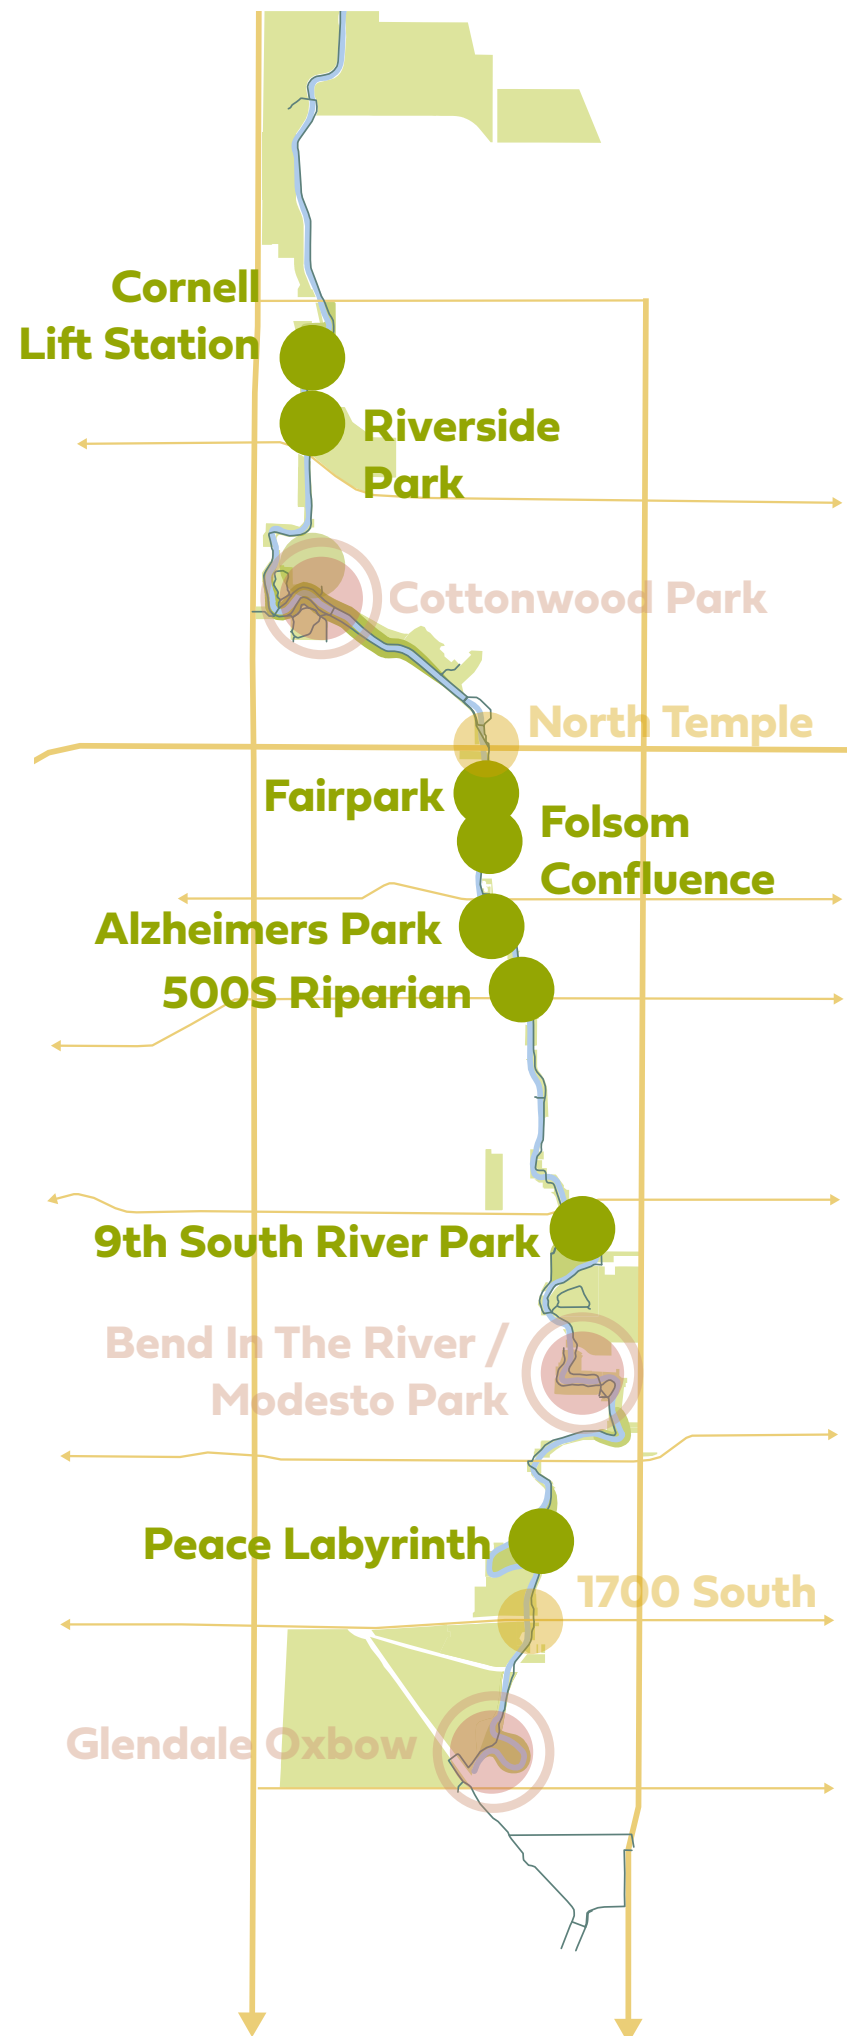 Cornell
Lift Station
Riverside
Park
Cottonwood Park
North Temple
Fairpark
Folsom
Confluence
Alzheimers Park
500S Riparian
9th South River Park
Bend In The River /
Modesto Park
Peace Labyrinth
1700 South
Glendale Oxbow